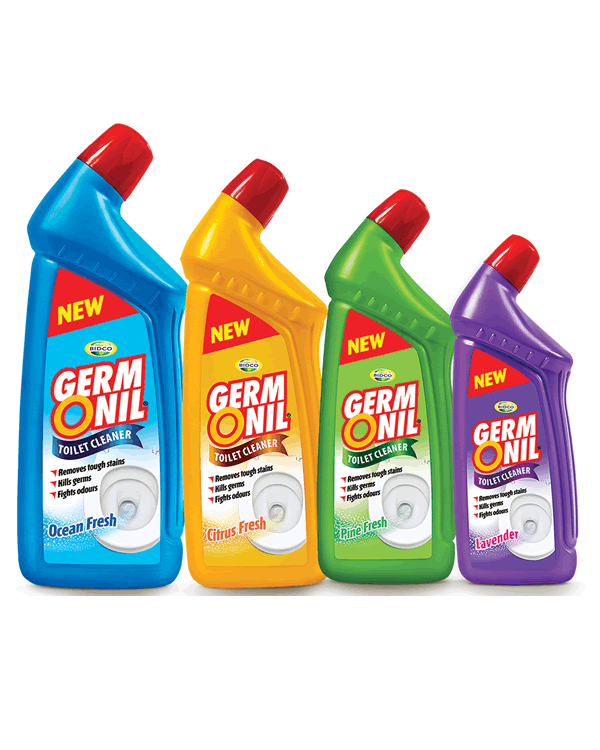 NEW
BIDCO
GERM
ONIL®
TOILET CLEANER
Removes tough stains
Kills germs
Fights odours
Ocean Fresh
NEW
BIDCO
GERM
ONIL®
TOILET CLEANER
Removes tough stains
Kills germs
Fights odours
Citrus Fresh
NEW
BIDCO
GERM
ONIL®
TOILET CLEANER
Removes tough stains
Kills germs
Fights odours
Pine Fresh
NEW
BIDCO
GERM
ONIL®
TOILET CLEANER
Removes tough stains
Kills germs
Fights odours
Lavender